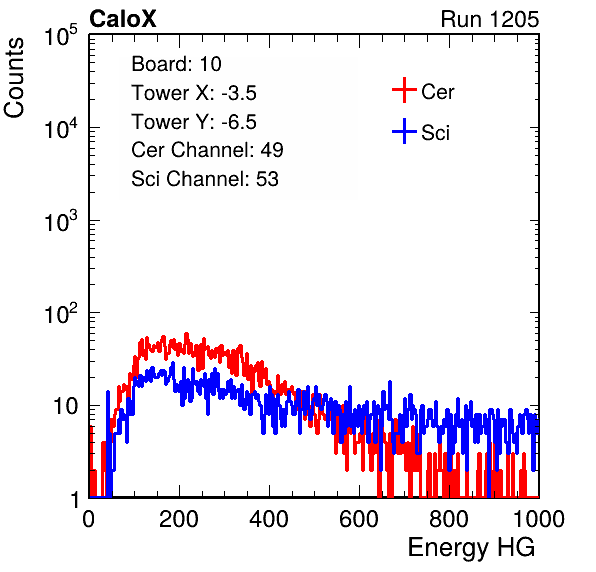 CaloX Run 1205
Counts
Board: 10
Tower X: -3.5
Tower Y: -6.5
Cer Channel: 49
Sci Channel: 53
Cer
Sci
10^5
10^4
10^3
10^2
10
1
0 200 400 600 800 1000
Energy HG